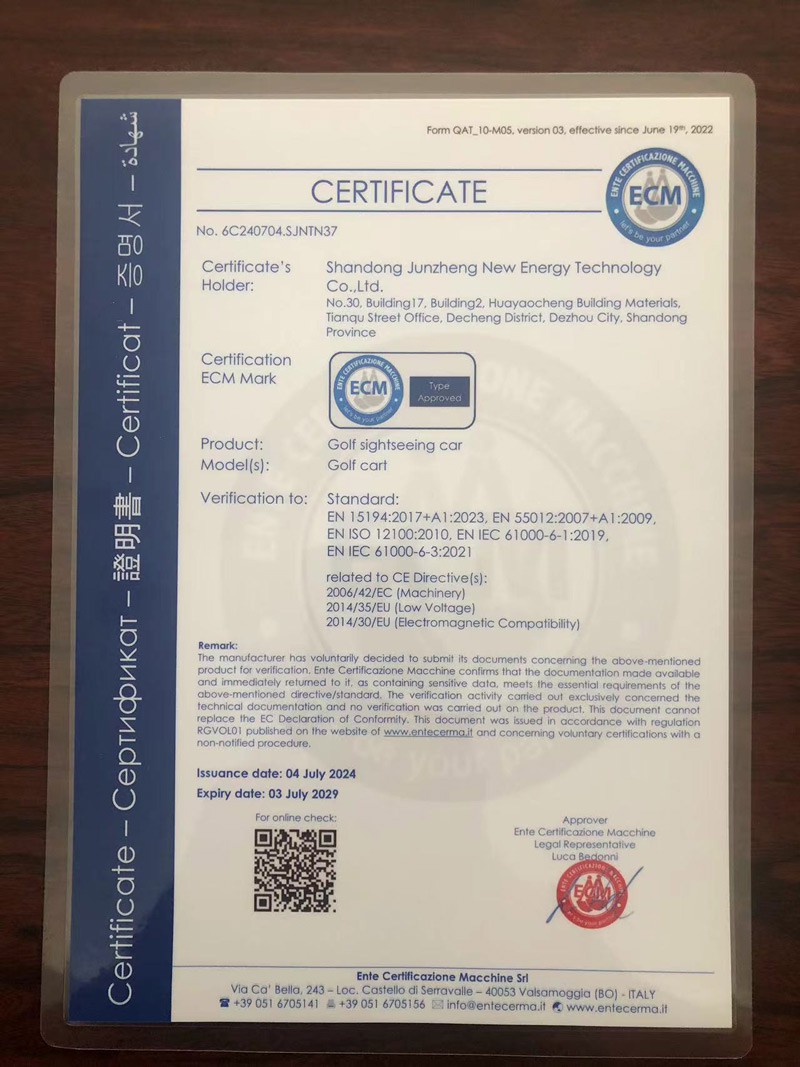 Form QAT_10-M05, version 03, effective since June 19th, 2022
CERTIFICATE
ENTE CERTIFICAZIONE MACCHINE
ECM
let's be your partner
No. 6C240704.SJNTN37
Certificate's
Holder:
Shandong Junzheng New Energy Technology
Co.,Ltd.
No.30, Building17, Building2, Huayaocheng Building Materials,
Tianqu Street Office, Decheng District, Dezhou City, Shandong
Province
Certification
ECM Mark
ENTE CERTIFICAZIONE MACCHINE
ECM
let's be your partner
Type
Approved
Product: Golf sightseeing car
Model(s): Golf cart
Verification to: Standard:
EN 15194:2017+A1:2023, EN 55012:2007+A1:2009,
EN ISO 12100:2010, EN IEC 61000-6-1:2019,
EN IEC 61000-6-3:2021
related to CE Directive(s):
2006/42/EC (Machinery)
2014/35/EU (Low Voltage)
2014/30/EU (Electromagnetic Compatibility)
Remark:
The manufacturer has voluntarily decided to submit its documents concerning the above-mentioned
product for verification. Ente Certificazione Macchine confirms that the documentation made available
and immediately returned to it, as containing sensitive data, meets the essential requirements of the
above-mentioned directive/standard. The verification activity carried out exclusively concerned the
technical documentation and no verification was carried out on the product. This document cannot
replace the EC Declaration of Conformity. This document was issued in accordance with regulation
RGVOL01 published on the website of www.entecerma.it and concerning voluntary certifications with a
non-notified procedure.
Issuance date: 04 July 2024
Expiry date: 03 July 2029
For online check:
Approver
Ente Certificazione Macchine
Legal Representative
Luca Bedonni
ECM
Ente Certificazione Macchine Srl
Via Ca' Bella, 243 – Loc. Castello di Serravalle – 40053 Valsamoggia (BO) - ITALY
+39 051 6705141 +39 051 6705156 info@entecerma.it www.entecerma.it
Certificate – Сертификат – 證明書 – Certificat – 증명서 – شهادة